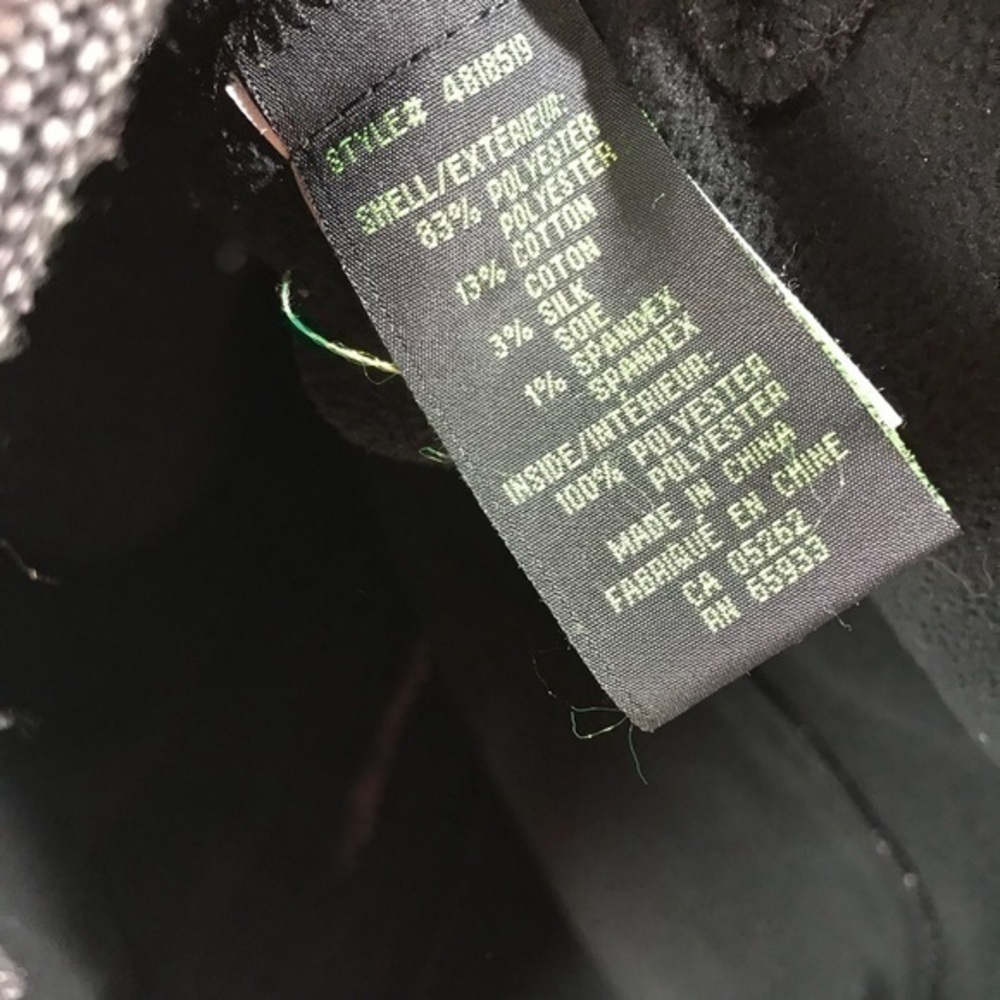 STYLE# 4818519
SHELL/EXTÉRIEUR:
83% POLYESTER
POLYESTER
13% COTTON
COTON
3% SILK
SOIE
1% SPANDEX
SPANDEX
INSIDE/INTÉRIEUR:
100% POLYESTER
POLYESTER
MADE IN CHINA
FABRIQUÉ EN CHINE
CA 05262
RN 65933